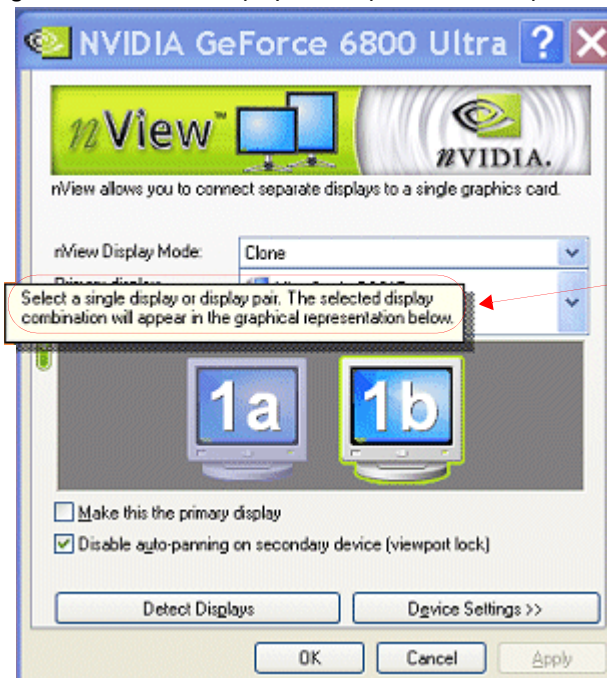 NVIDIA GeForce 6800 Ultra
nView™
NVIDIA.
nView allows you to connect separate displays to a single graphics card.
nView Display Mode:
Clone
Select a single display or display pair. The selected display
combination will appear in the graphical representation below.
1a
1b
Make this the primary display
Disable auto-panning on secondary device (viewport lock)
Detect Displays
Device Settings >>
OK
Cancel
Apply